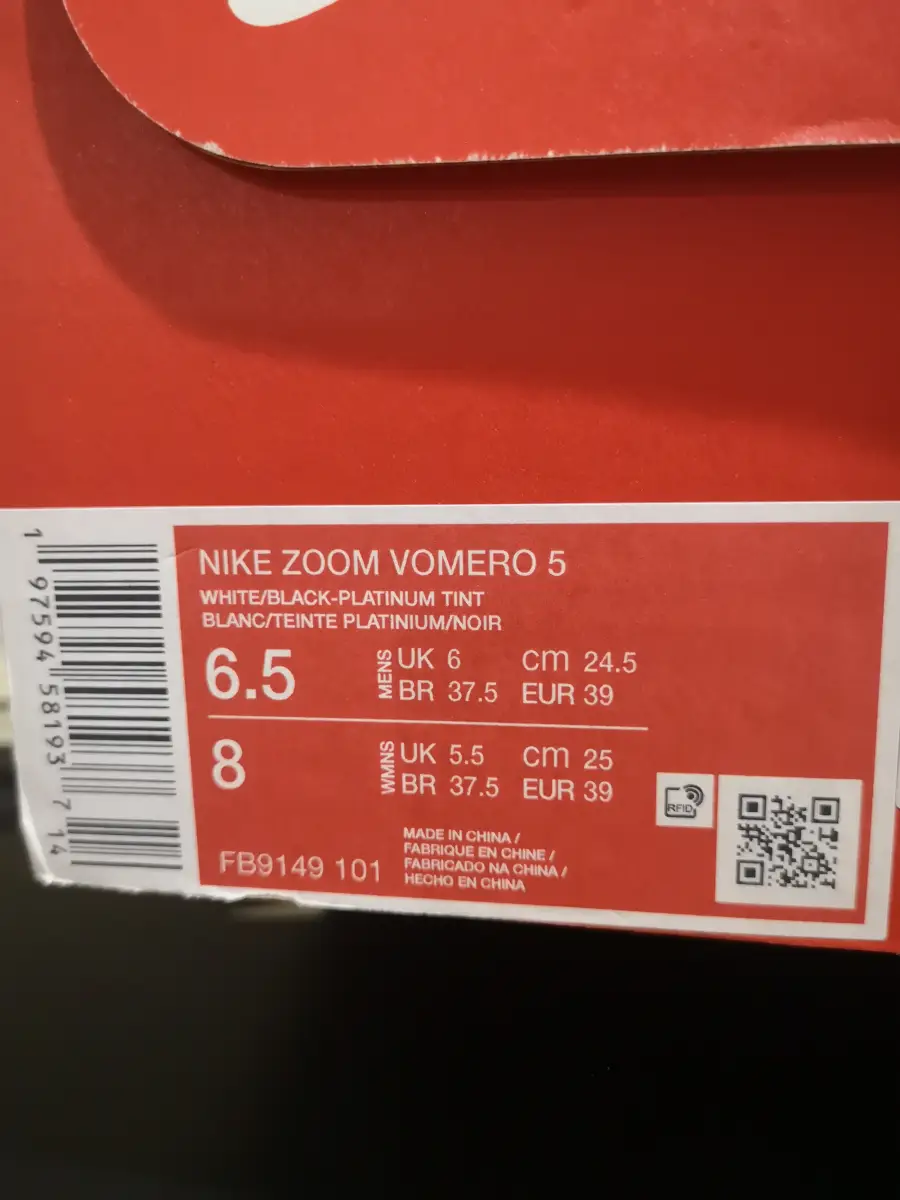 NIKE ZOOM VOMERO 5
WHITE/BLACK-PLATINUM TINT
BLANC/TEINTE PLATINIUM/NOIR
6.5 MENS UK 6 cm 24.5
BR 37.5 EUR 39
8 WMNS UK 5.5 cm 25
BR 37.5 EUR 39
RFID
MADE IN CHINA /
FABRIQUE EN CHINE /
FABRICADO NA CHINA /
HECHO EN CHINA
FB9149 101
1 97594 58193 7 14